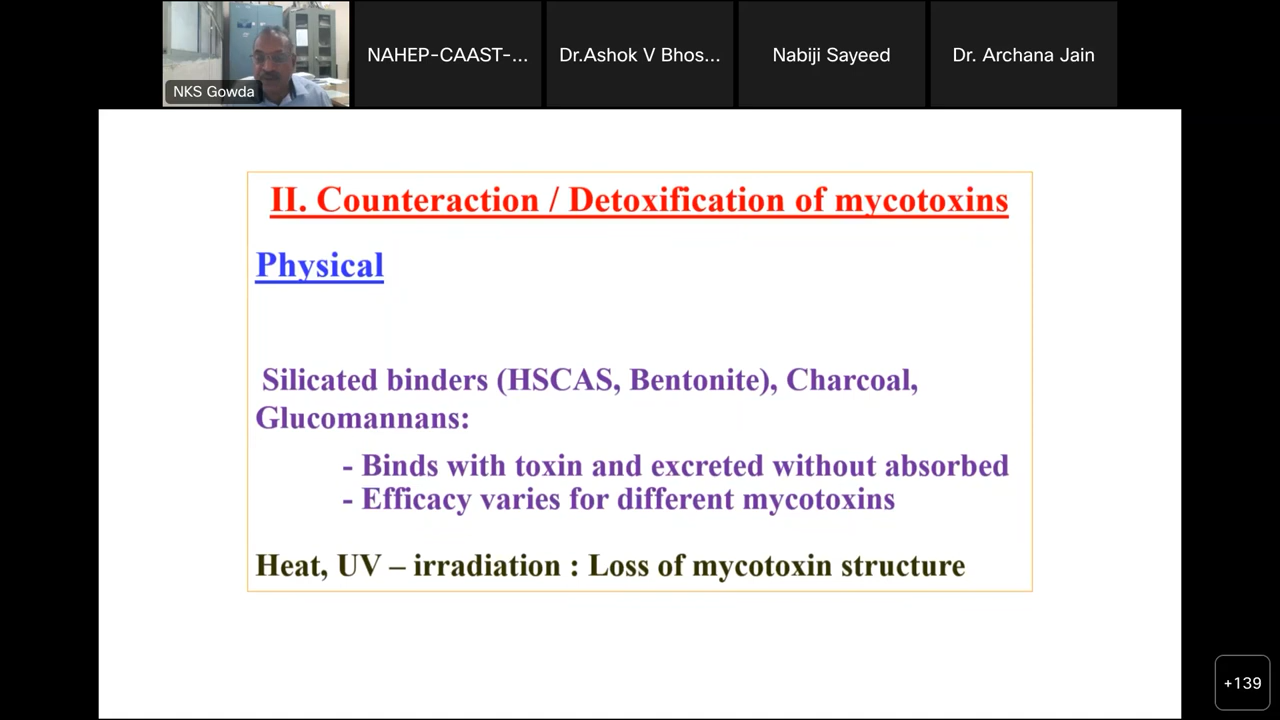 NKS Gowda
NAHEP-CAAST-...
Dr.Ashok V Bhos...
Nabiji Sayeed
Dr. Archana Jain
II. Counteraction / Detoxification of mycotoxins
Physical
Silicated binders (HSCAS, Bentonite), Charcoal,
Glucomannans:
- Binds with toxin and excreted without absorbed
- Efficacy varies for different mycotoxins
Heat, UV – irradiation : Loss of mycotoxin structure
+139